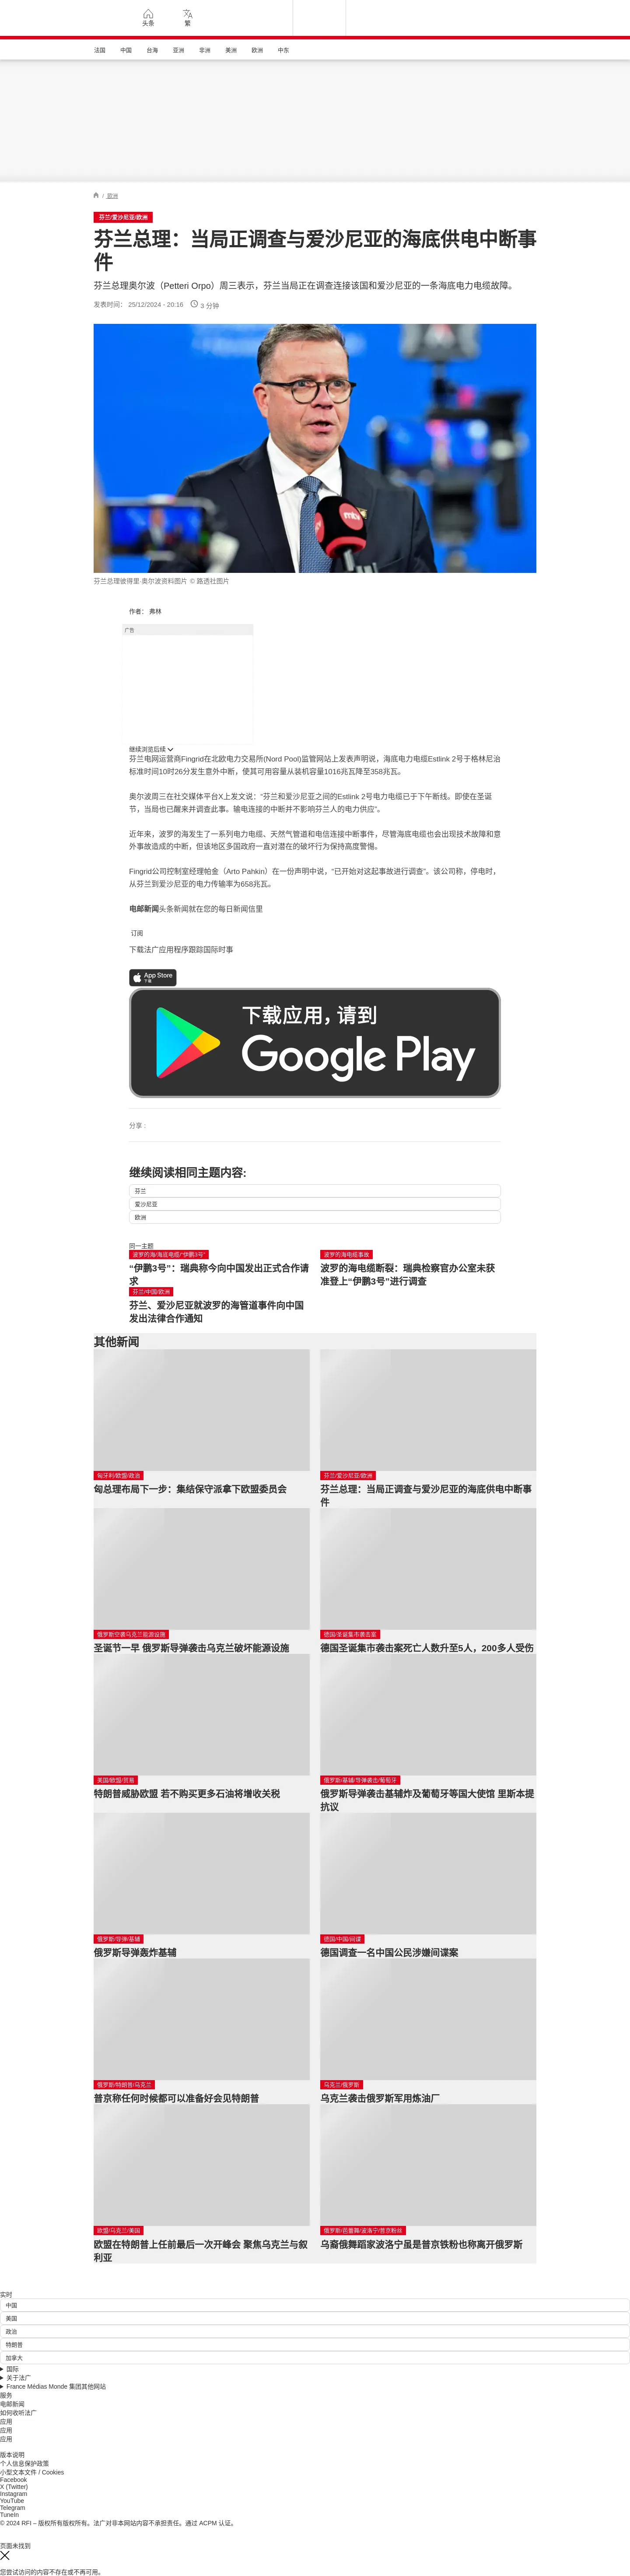 头条
繁
法国
中国
台海
亚洲
非洲
美洲
欧洲
中东
/ 欧洲
芬兰/爱沙尼亚/欧洲
芬兰总理：当局正调查与爱沙尼亚的海底供电中断事
件
芬兰总理奥尔波（Petteri Orpo）周三表示，芬兰当局正在调查连接该国和爱沙尼亚的一条海底电力电缆故障。
发表时间： 25/12/2024 - 20:16 3 分钟
mtv
芬兰总理彼得里·奥尔波资料图片 © 路透社图片
作者： 弗林
广告
继续浏览后续
芬兰电网运营商Fingrid在北欧电力交易所(Nord Pool)监管网站上发表声明说，海底电力电缆Estlink 2号于格林尼治
标准时间10时26分发生意外中断，使其可用容量从装机容量1016兆瓦降至358兆瓦。
奥尔波周三在社交媒体平台X上发文说：“芬兰和爱沙尼亚之间的Estlink 2号电力电缆已于下午断线。即使在圣诞
节，当局也已醒来并调查此事。输电连接的中断并不影响芬兰人的电力供应”。
近年来，波罗的海发生了一系列电力电缆、天然气管道和电信连接中断事件，尽管海底电缆也会出现技术故障和意
外事故造成的中断，但该地区多国政府一直对潜在的破坏行为保持高度警惕。
Fingrid公司控制室经理帕金（Arto Pahkin）在一份声明中说，“已开始对这起事故进行调查”。该公司称，停电时，
从芬兰到爱沙尼亚的电力传输率为658兆瓦。
电邮新闻头条新闻就在您的每日新闻信里
订阅
下载法广应用程序跟踪国际时事
App Store
下载
下载应用，请到
Google Play
分享 :
继续阅读相同主题内容:
芬兰
爱沙尼亚
欧洲
同一主题
波罗的海/海底电缆/“伊鹏3号”
“伊鹏3号”：瑞典称今向中国发出正式合作请
求
波罗的海电缆事故
波罗的海电缆断裂：瑞典检察官办公室未获
准登上“伊鹏3号”进行调查
芬兰/中国/欧洲
芬兰、爱沙尼亚就波罗的海管道事件向中国
发出法律合作通知
其他新闻
匈牙利/欧盟/政治
匈总理布局下一步：集结保守派拿下欧盟委员会
芬兰/爱沙尼亚/欧洲
芬兰总理：当局正调查与爱沙尼亚的海底供电中断事
件
俄罗斯空袭乌克兰能源设施
圣诞节一早 俄罗斯导弹袭击乌克兰破坏能源设施
德国/圣诞集市袭击案
德国圣诞集市袭击案死亡人数升至5人，200多人受伤
美国/欧盟/贸易
特朗普威胁欧盟 若不购买更多石油将增收关税
俄罗斯/基辅/导弹袭击/葡萄牙
俄罗斯导弹袭击基辅炸及葡萄牙等国大使馆 里斯本提
抗议
俄罗斯/导弹/基辅
俄罗斯导弹轰炸基辅
德国/中国/间谍
德国调查一名中国公民涉嫌间谍案
俄罗斯/特朗普/乌克兰
普京称任何时候都可以准备好会见特朗普
乌克兰/俄罗斯
乌克兰袭击俄罗斯军用炼油厂
欧盟/乌克兰/美国
欧盟在特朗普上任前最后一次开峰会 聚焦乌克兰与叙
利亚
俄罗斯/芭蕾舞/波洛宁/普京粉丝
乌裔俄舞蹈家波洛宁虽是普京铁粉也称离开俄罗斯
实时
中国
美国
政治
特朗普
加拿大
国际
关于法广
France Médias Monde 集团其他网站
服务
电邮新闻
如何收听法广
应用
应用
应用
版本说明
个人信息保护政策
小型文本文件 / Cookies
Facebook
X (Twitter)
Instagram
YouTube
Telegram
TuneIn
© 2024 RFI – 版权所有版权所有。法广对非本网站内容不承担责任。通过 ACPM 认证。
页面未找到
您尝试访问的内容不存在或不再可用。